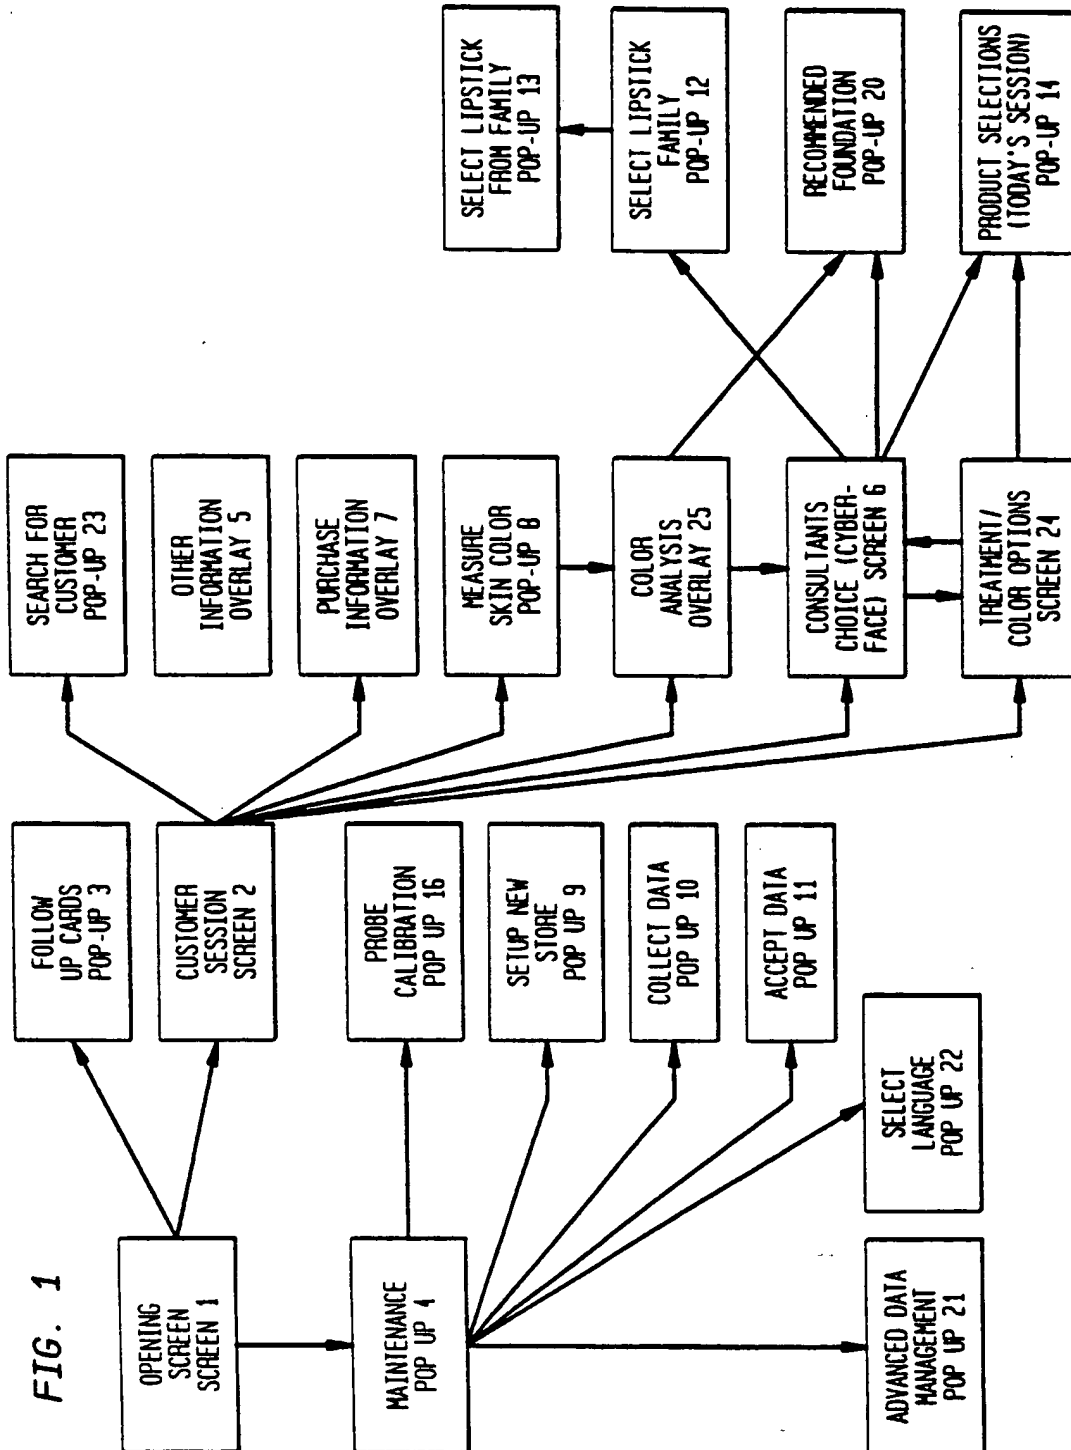 FIG. 1
OPENING
SCREEN
SCREEN 1
MAINTENANCE
POP UP 4
ADVANCED DATA
MANAGEMENT
POP UP 21
FOLLOW
UP CARDS
POP-UP 3
CUSTOMER
SESSION
SCREEN 2
PROBE
CALIBRATION
POP UP 16
SETUP NEW
STORE
POP UP 9
COLLECT DATA
POP UP 10
ACCEPT DATA
POP UP 11
SELECT
LANGUAGE
POP UP 22
SEARCH FOR
CUSTOMER
POP-UP 23
OTHER
INFORMATION
OVERLAY 5
PURCHASE
INFORMATION
OVERLAY 7
MEASURE
SKIN COLOR
POP-UP 8
COLOR
ANALYSIS
OVERLAY 25
CONSULTANTS
CHOICE (CYBER-
FACE) SCREEN 6
TREATMENT/
COLOR OPTIONS
SCREEN 24
SELECT LIPSTICK
FROM FAMILY
POP-UP 13
SELECT LIPSTICK
FAMILY
POP-UP 12
RECOMMENDED
FOUNDATION
POP-UP 20
PRODUCT SELECTIONS
(TODAY'S SESSION)
POP-UP 14